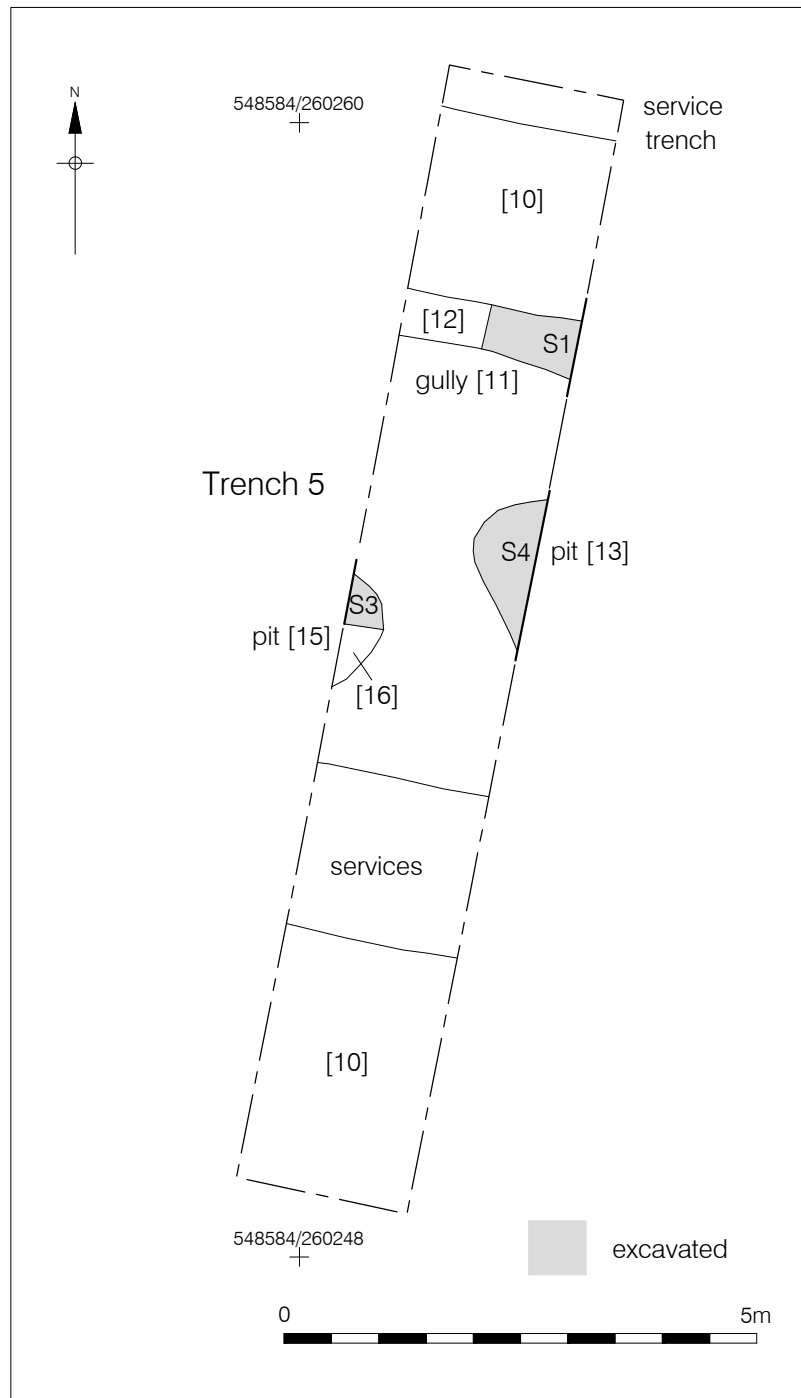 N
548584/260260
service
trench
[10]
[12]
S1
gully [11]
Trench 5
S4
pit [13]
S3
pit [15]
[16]
services
[10]
548584/260248
excavated
0
5m